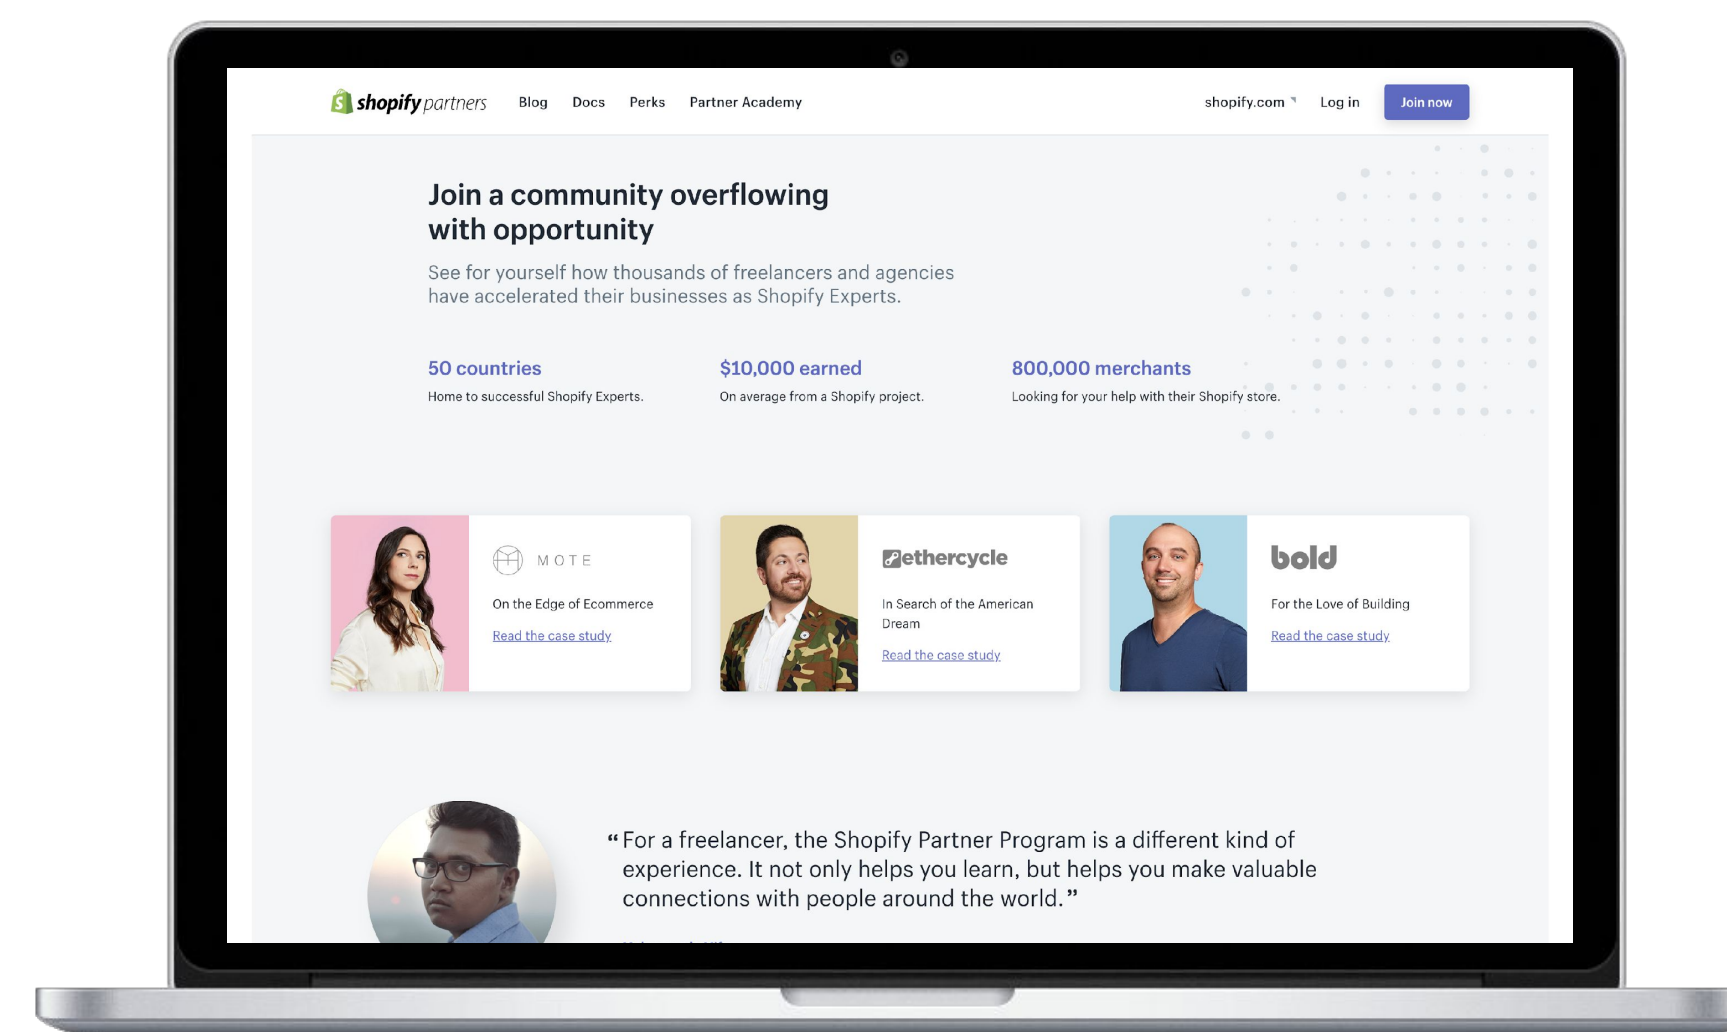 shopify partners
Blog
Docs
Perks
Partner Academy
shopify.com
Log in
Join now
Join a community overflowing
with opportunity
See for yourself how thousands of freelancers and agencies
have accelerated their businesses as Shopify Experts.
50 countries
Home to successful Shopify Experts.
$10,000 earned
On average from a Shopify project.
800,000 merchants
Looking for your help with their Shopify store.
MOTE
On the Edge of Ecommerce
Read the case study
ethercycle
In Search of the American
Dream
Read the case study
bold
For the Love of Building
Read the case study
“For a freelancer, the Shopify Partner Program is a different kind of
experience. It not only helps you learn, but helps you make valuable
connections with people around the world.”